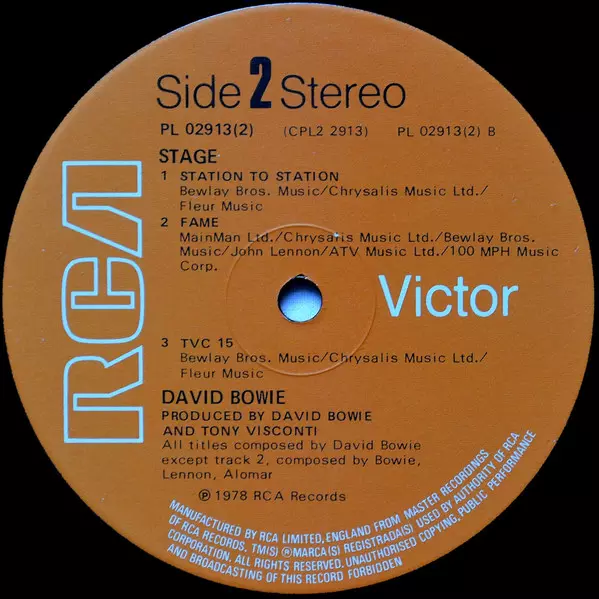 Side 2 Stereo
PL 02913(2) (CPL2 2913) PL 02913(2) B
STAGE
1 STATION TO STATION
Bewlay Bros. Music/Chrysalis Music Ltd./
Fleur Music
2 FAME
MainMan Ltd./Chrysalis Music Ltd./Bewlay Bros.
Music/John Lennon/ATV Music Ltd./100 MPH Music
Corp.
RCA
Victor
3 TVC 15
Bewlay Bros. Music/Chrysalis Music Ltd./
Fleur Music
DAVID BOWIE
PRODUCED BY DAVID BOWIE
AND TONY VISCONTI
All titles composed by David Bowie
except track 2, composed by Bowie,
Lennon, Alomar
℗ 1978 RCA Records
MANUFACTURED BY RCA LIMITED, ENGLAND FROM MASTER RECORDINGS
OF RCA RECORDS. TM(S) ® MARCA(S) REGISTRADA(S) USED BY AUTHORITY OF RCA
CORPORATION. ALL RIGHTS RESERVED. UNAUTHORISED COPYING, PUBLIC PERFORMANCE
AND BROADCASTING OF THIS RECORD FORBIDDEN